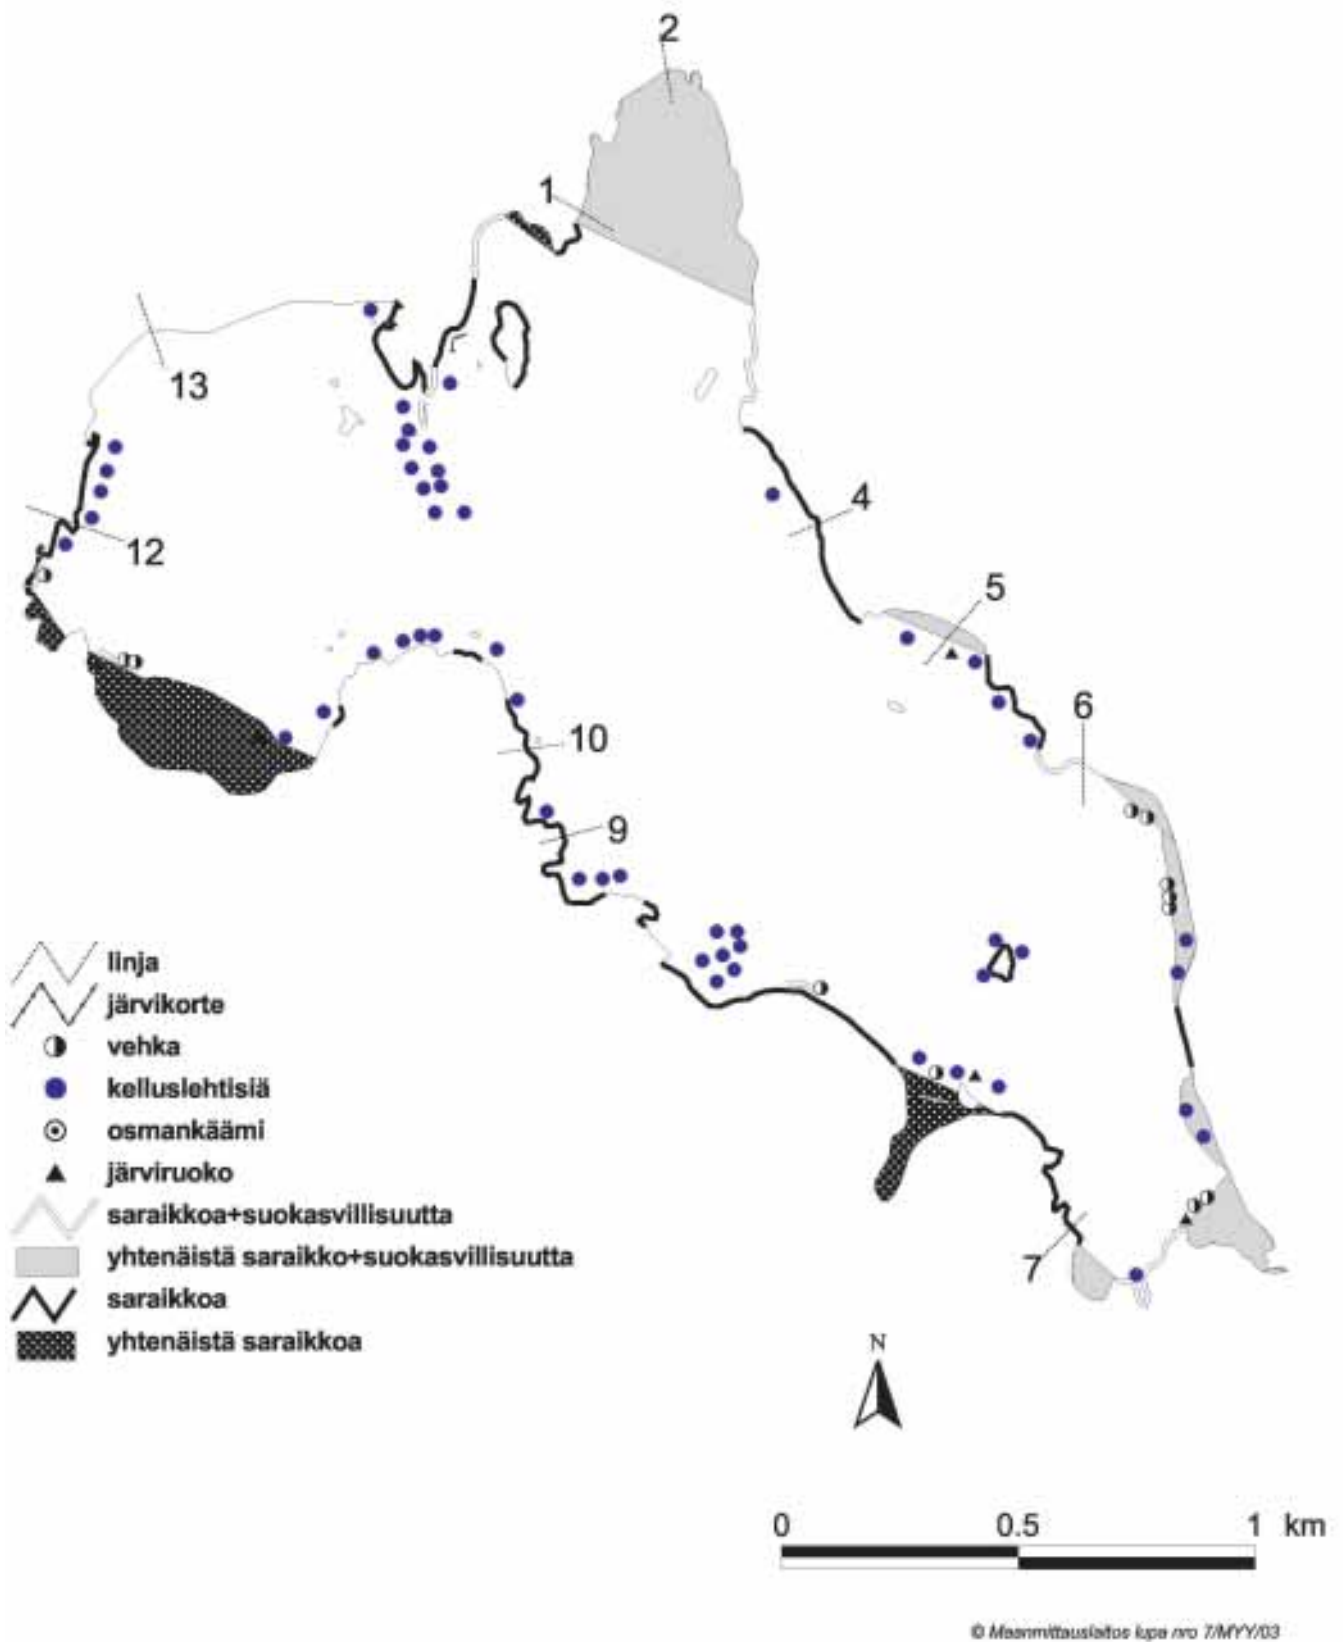 2
1
13
4
12
5
6
10
9
linja
järvikorte
vehka
kelluslehtisiä
osmankäämi
järviruoko
saraikkoa+suokasvillisuutta
yhtenäistä saraikko+suokasvillisuutta
saraikkoa
yhtenäistä saraikkoa
7
N
0 0.5 1 km
© Maanmittauslaitos lupa nro 7/MYY/03